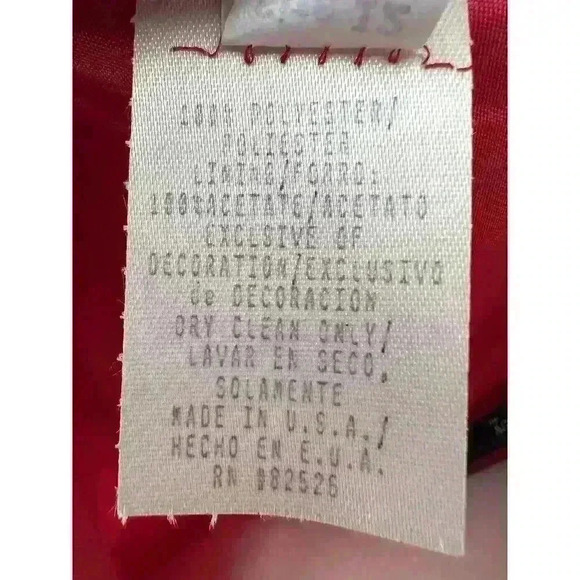 100% POLYESTER/
POLIESTER
LINING/FORRO:
100%ACETATE/ACETATO
EXCLSIVE OF
DECORATION/EXCLUSIVO
de DECORACION
DRY CLEAN ONLY/
LAVAR EN SECO,
SOLAMENTE
MADE IN U.S.A./
HECHO EN E.U.A.
RN #82526